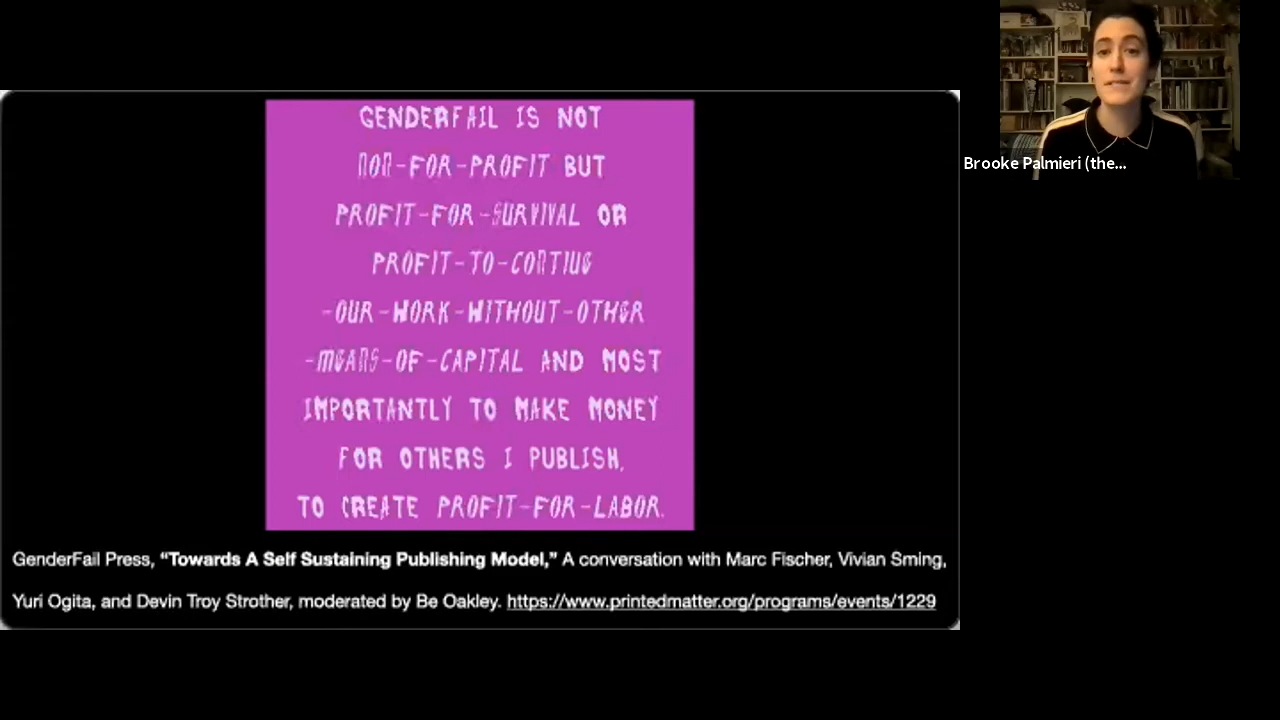 GENDERFAIL IS NOT
NON-FOR-PROFIT BUT
PROFIT-FOR-SURVIVAL OR
PROFIT-TO-CONTIUE
-OUR-WORK-WITHOUT-OTHER
-MEANS-OF-CAPITAL AND MOST
IMPORTANTLY TO MAKE MONEY
FOR OTHERS I PUBLISH,
TO CREATE PROFIT-FOR-LABOR.
GenderFail Press, “Towards A Self Sustaining Publishing Model,” A conversation with Marc Fischer, Vivian Sming,
Yuri Ogita, and Devin Troy Strother, moderated by Be Oakley. https://www.printedmatter.org/programs/events/1229
Brooke Palmieri (the...